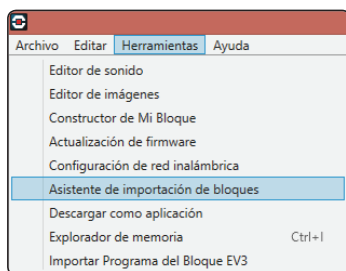 Archivo Editar Herramientas Ayuda
Editor de sonido
Editor de imágenes
Constructor de Mi Bloque
Actualización de firmware
Configuración de red inalámbrica
Asistente de importación de bloques
Descargar como aplicación
Explorador de memoria Ctrl+I
Importar Programa del Bloque EV3